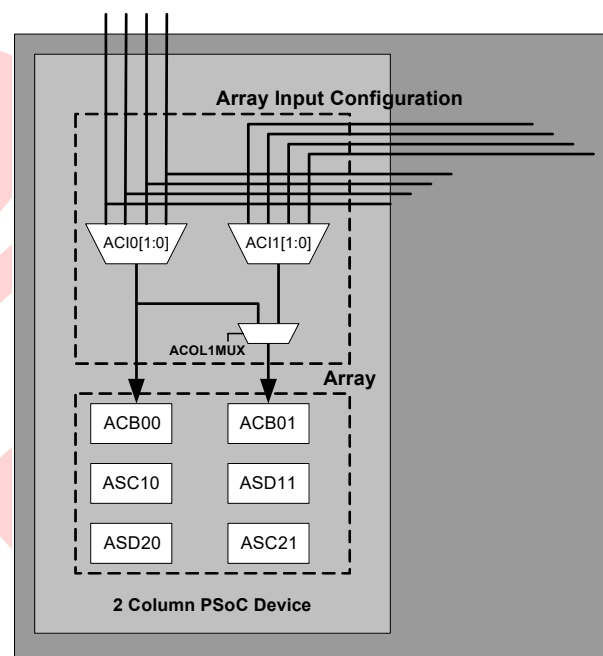 Array Input Configuration
ACI0[1:0]
ACI1[1:0]
ACOL1MUX
Array
ACB00
ACB01
ASC10
ASD11
ASD20
ASC21
2 Column PSoC Device